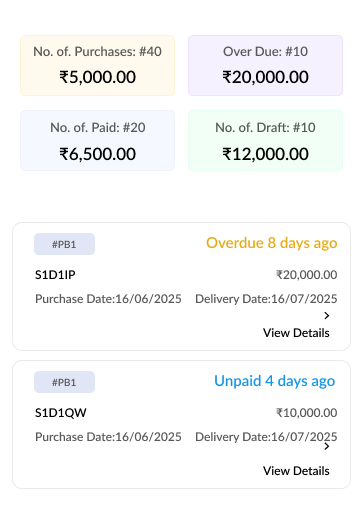 No. of. Purchases: #40
₹5,000.00
Over Due: #10
₹20,000.00
No. of. Paid: #20
₹6,500.00
No. of. Draft: #10
₹12,000.00
#PB1
Overdue 8 days ago
S1D1IP
₹20,000.00
Purchase Date:16/06/2025
Delivery Date:16/07/2025
View Details
#PB1
Unpaid 4 days ago
S1D1QW
₹10,000.00
Purchase Date:16/06/2025
Delivery Date:16/07/2025
View Details